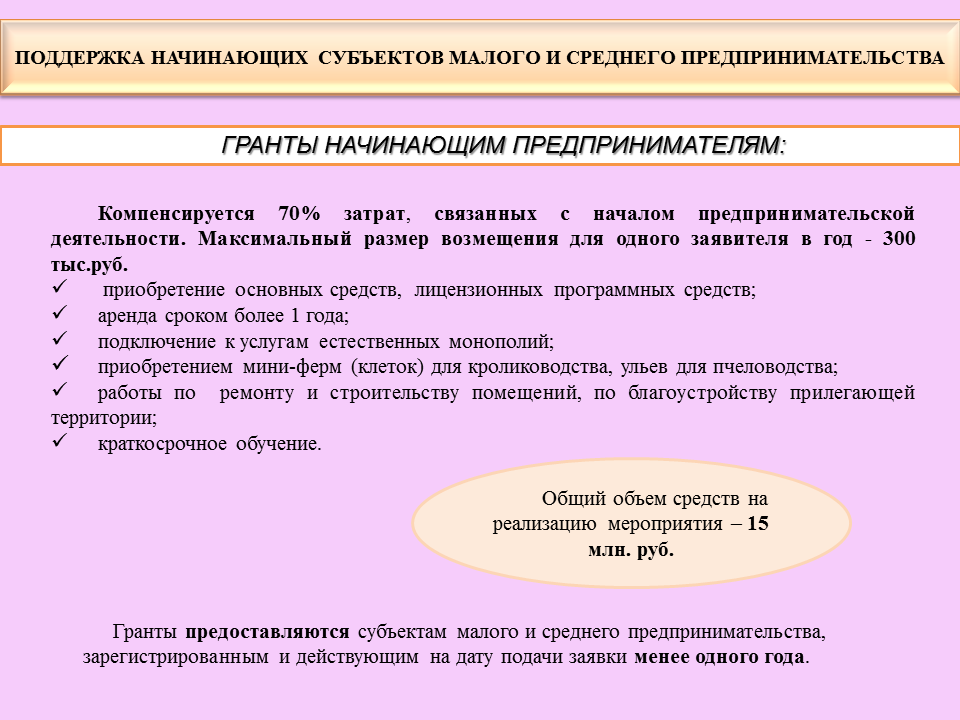 ПОДДЕРЖКА НАЧИНАЮЩИХ СУБЪЕКТОВ МАЛОГО И СРЕДНЕГО ПРЕДПРИНИМАТЕЛЬСТВА
ГРАНТЫ НАЧИНАЮЩИМ ПРЕДПРИНИМАТЕЛЯМ:
Компенсируется 70% затрат, связанных с началом предпринимательской
деятельности. Максимальный размер возмещения для одного заявителя в год - 300
тыс.руб.
✓ приобретение основных средств, лицензионных программных средств;
✓ аренда сроком более 1 года;
✓ подключение к услугам естественных монополий;
✓ приобретением мини-ферм (клеток) для кролиководства, ульев для пчеловодства;
✓ работы по ремонту и строительству помещений, по благоустройству прилегающей
территории;
✓ краткосрочное обучение.
Общий объем средств на
реализацию мероприятия – 15
млн. руб.
Гранты предоставляются субъектам малого и среднего предпринимательства,
зарегистрированным и действующим на дату подачи заявки менее одного года.